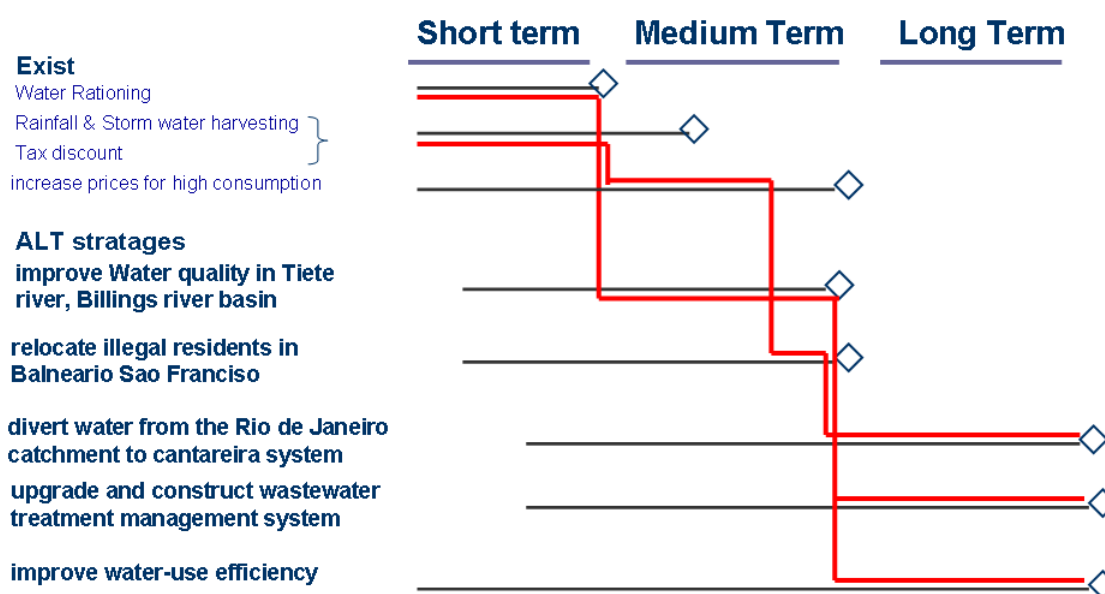 Short term Medium Term Long Term
Exist
Water Rationing
Rainfall & Storm water harvesting
Tax discount
increase prices for high consumption
ALT stratages
improve Water quality in Tiete
river, Billings river basin
relocate illegal residents in
Balneario Sao Franciso
divert water from the Rio de Janeiro
catchment to cantareira system
upgrade and construct wastewater
treatment management system
improve water-use efficiency